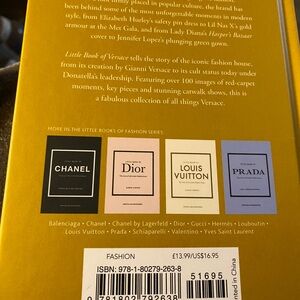 been behind some of the most unforgettable moments in modern
style, from Elizabeth Hurley's safety pin dress to Lil Nas X's gold
armour at the Met Gala, and from Lady Diana's Harper's Bazaar
cover to Jennifer Lopez's plunging green gown.
Little Book of Versace tells the story of the iconic fashion house,
from its creation by Gianni Versace to its cult status today under
Donatella's leadership. Featuring over 100 images of red-carpet
moments, key pieces and stunning catwalk shows, this is
a fabulous collection of all things Versace.
MORE IN THE LITTLE BOOKS OF FASHION SERIES
CHANEL
Dior
LOUIS
VUITTON
PRADA
Balenciaga • Chanel • Chanel by Lagerfeld • Dior • Gucci • Hermès • Louboutin •
Louis Vuitton • Prada • Schiaparelli • Valentino • Yves Saint Laurent
FASHION
£13.99/US$16.95
ISBN: 978-1-80279-263-8
51695
9 781802 792638
Printed in China